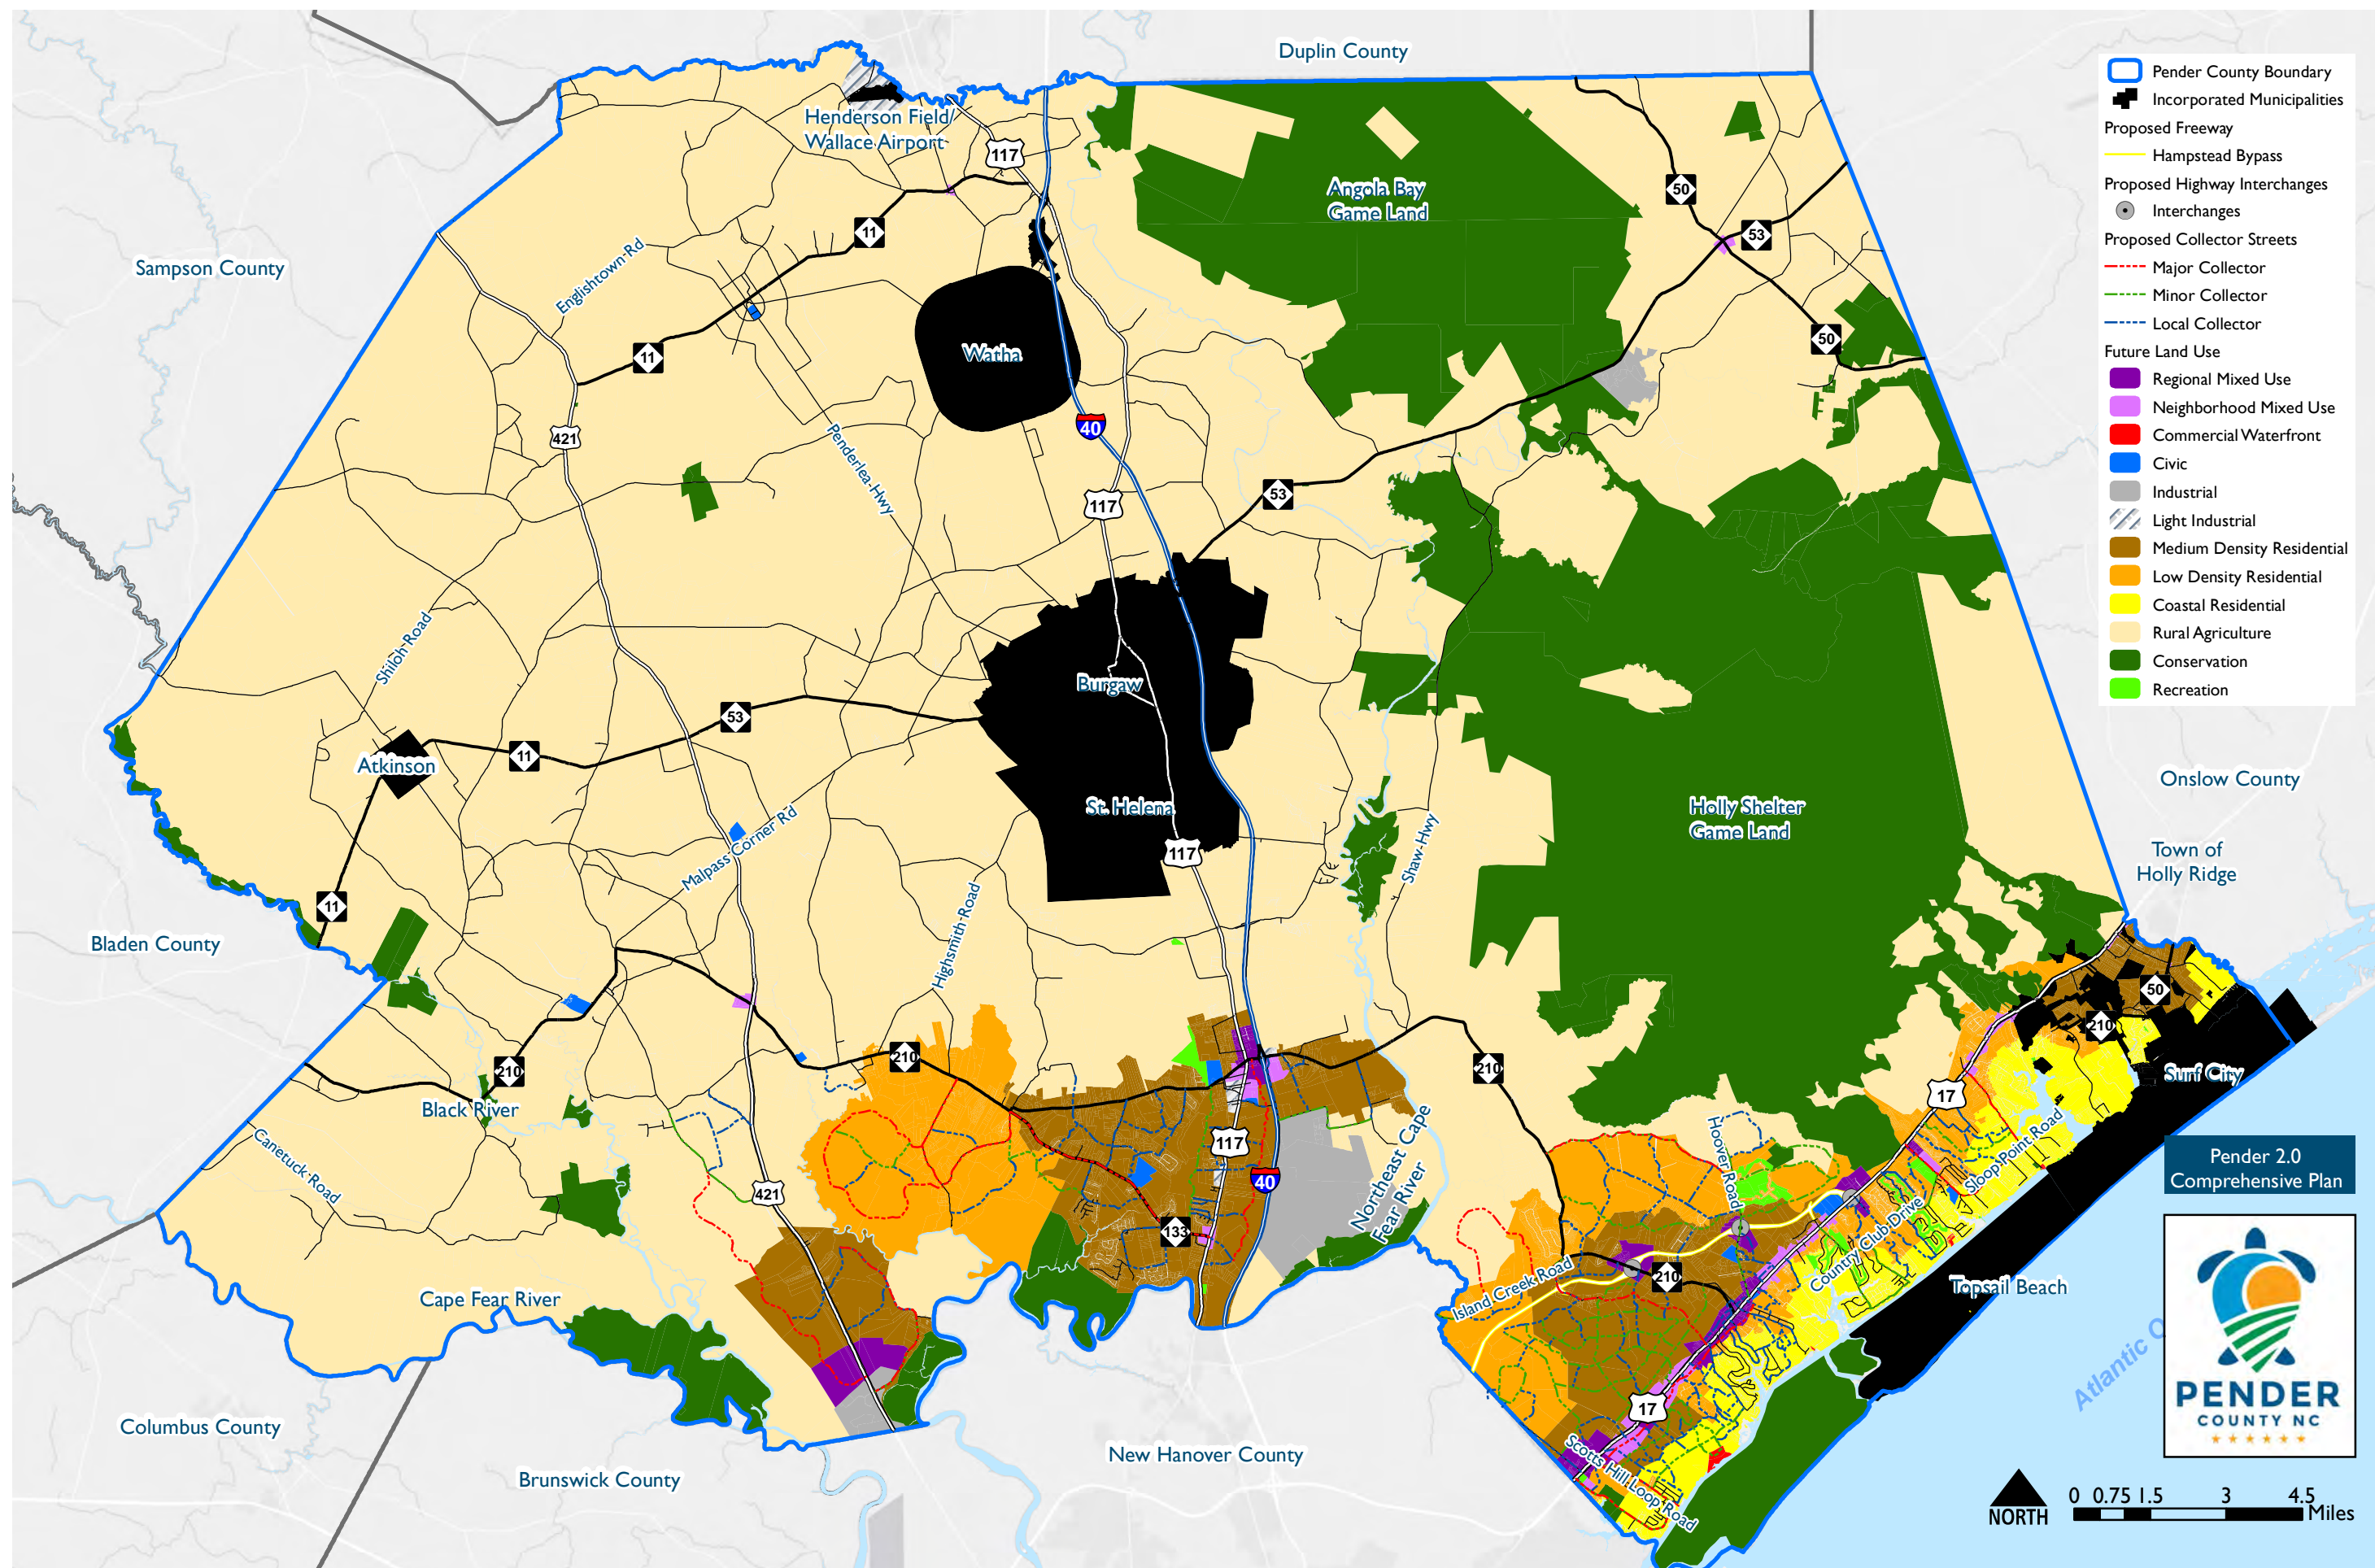 Duplin County
Pender County Boundary
Incorporated Municipalities
Proposed Freeway
Hampstead Bypass
Proposed Highway Interchanges
Interchanges
Proposed Collector Streets
Major Collector
Minor Collector
Local Collector
Future Land Use
Regional Mixed Use
Neighborhood Mixed Use
Commercial Waterfront
Civic
Industrial
Light Industrial
Medium Density Residential
Low Density Residential
Coastal Residential
Rural Agriculture
Conservation
Recreation
Henderson Field/
Wallace Airport
117
Angola Bay
Game Land
50
53
11
Sampson County
Englishtown Rd
50
11
Watha
40
421
Penderlea Hwy
117
53
Shiloh Road
Burgaw
53
11
Atkinson
Onslow County
St. Helena
Holly Shelter
Game Land
Malpass Corner Rd
Shaw Hwy
117
Town of
Holly Ridge
11
Highsmith Road
Bladen County
50
210
210
210
210
Surf City
17
Black River
Canetuck Road
Hoover Road
Sloop Point Road
117
40
421
Northeast Cape
Fear River
133
Pender 2.0
Comprehensive Plan
Country Club Drive
Island Creek Road
210
Topsail Beach
Cape Fear River
Atlantic O
PENDER
COUNTY NC
17
Columbus County
New Hanover County
Scotts Hill Loop Road
Brunswick County
NORTH
0 0.75 1.5 3 4.5
Miles